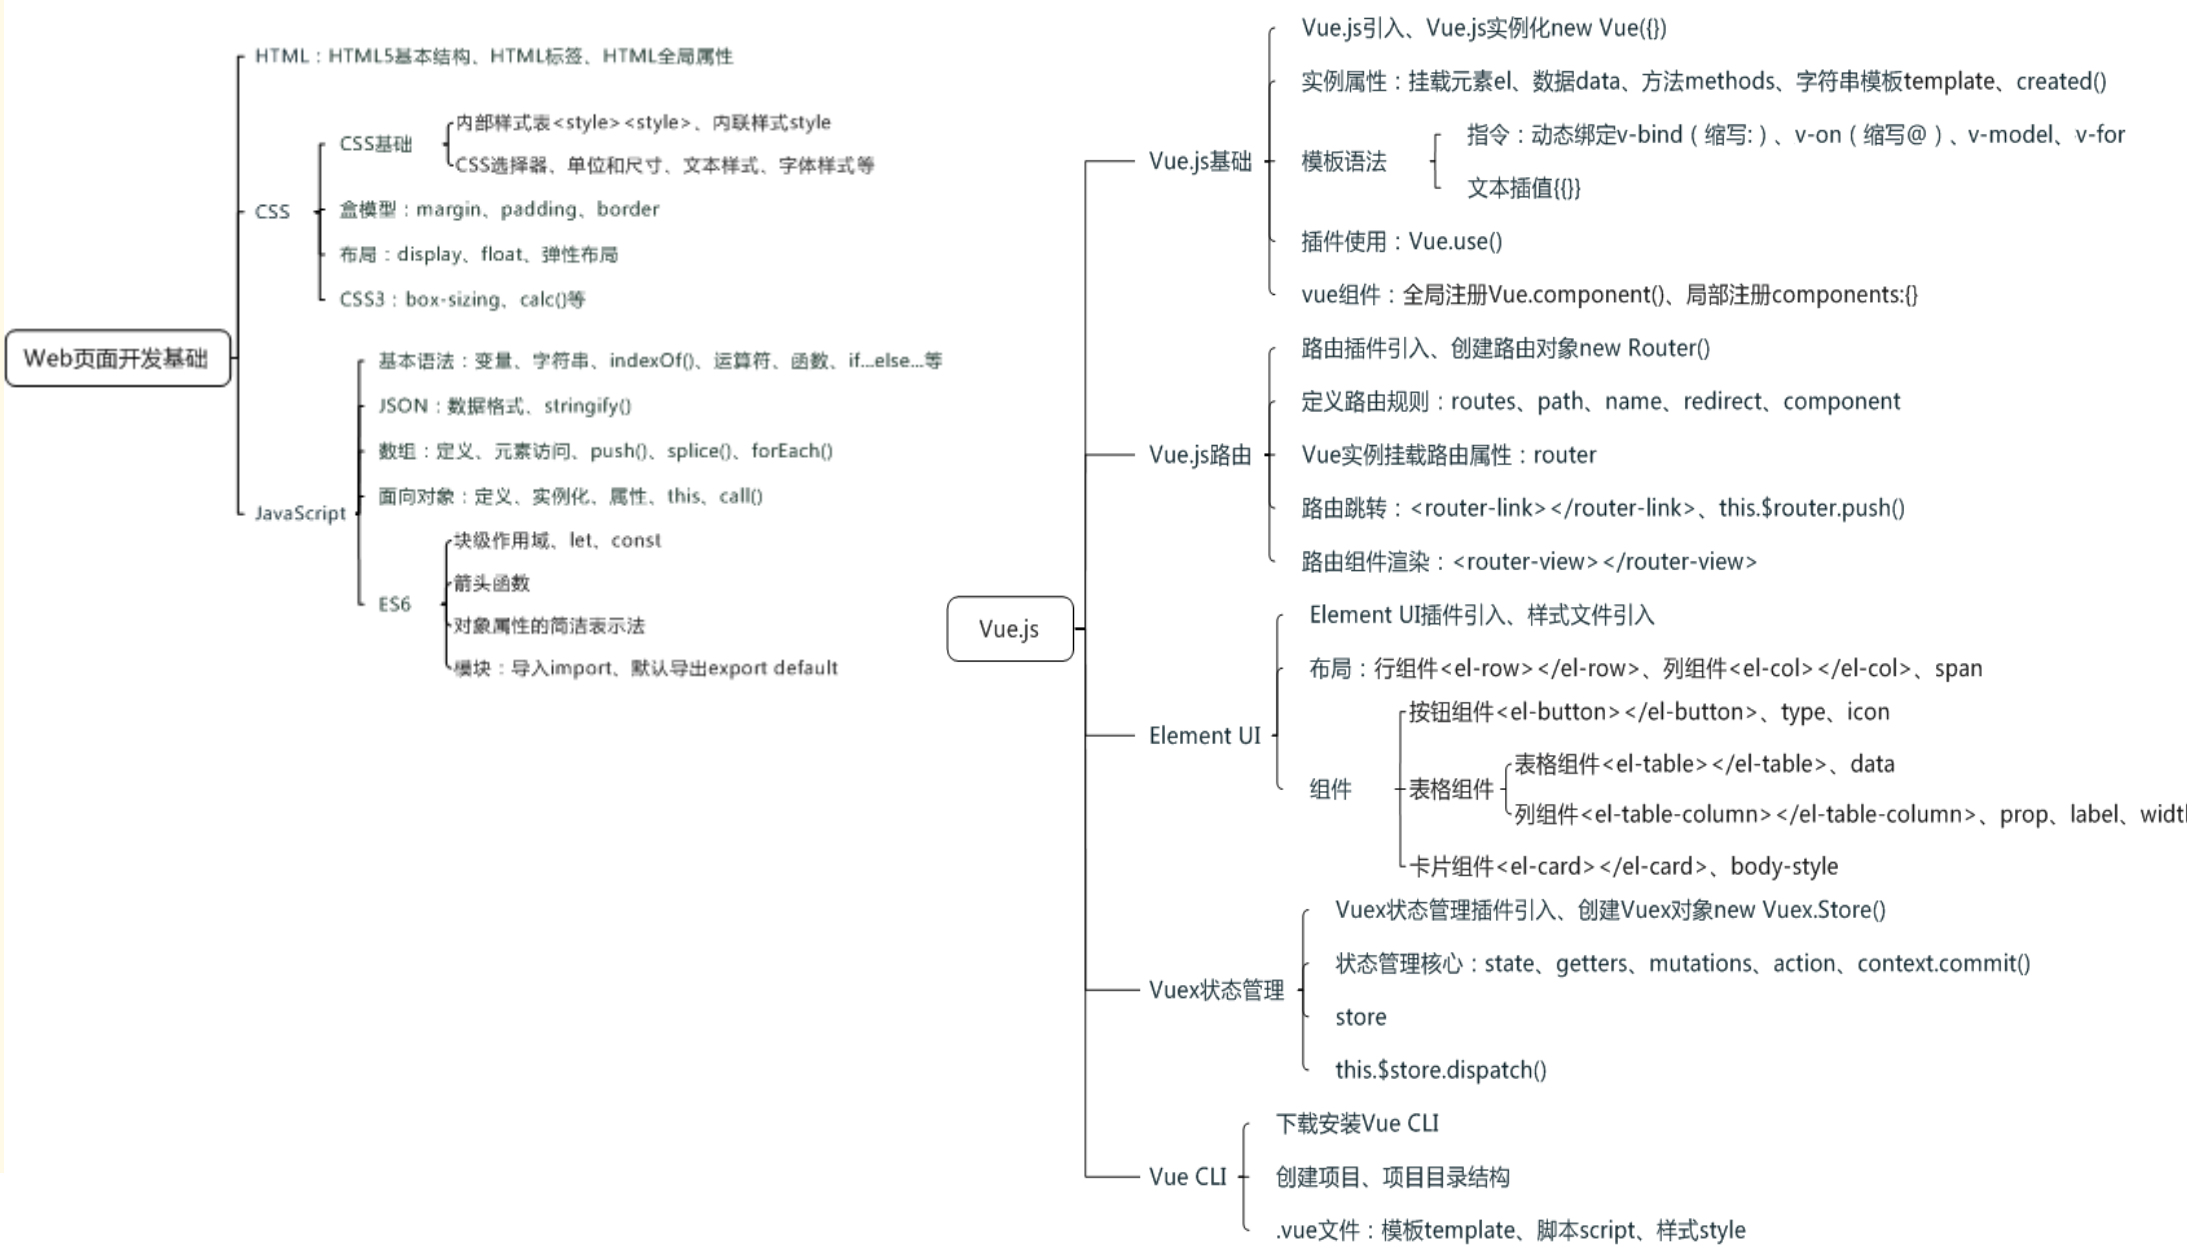 Web页面开发基础
HTML：HTML5基本结构、HTML标签、HTML全局属性
CSS
CSS基础
内部样式表<style><style>、内联样式style
CSS选择器、单位和尺寸、文本样式、字体样式等
盒模型：margin、padding、border
布局：display、float、弹性布局
CSS3：box-sizing、calc()等
JavaScript
基本语法：变量、字符串、indexOf()、运算符、函数、if...else...等
JSON：数据格式、stringify()
数组：定义、元素访问、push()、splice()、forEach()
面向对象：定义、实例化、属性、this、call()
ES6
块级作用域、let、const
箭头函数
对象属性的简洁表示法
模块：导入import、默认导出export default
Vue.js
Vue.js基础
Vue.js引入、Vue.js实例化new Vue({})
实例属性：挂载元素el、数据data、方法methods、字符串模板template、created()
模板语法
指令：动态绑定v-bind（缩写:）、v-on（缩写@）、v-model、v-for
文本插值{{}}
插件使用：Vue.use()
vue组件：全局注册Vue.component()、局部注册components:{}
Vue.js路由
路由插件引入、创建路由对象new Router()
定义路由规则：routes、path、name、redirect、component
Vue实例挂载路由属性：router
路由跳转：<router-link></router-link>、this.$router.push()
路由组件渲染：<router-view></router-view>
Element UI
Element UI插件引入、样式文件引入
布局：行组件<el-row></el-row>、列组件<el-col></el-col>、span
组件
按钮组件<el-button></el-button>、type、icon
表格组件
表格组件<el-table></el-table>、data
列组件<el-table-column></el-table-column>、prop、label、
卡片组件<el-card></el-card>、body-style
Vuex状态管理
Vuex状态管理插件引入、创建Vuex对象new Vuex.Store()
状态管理核心：state、getters、mutations、action、context.commit()
store
this.$store.dispatch()
Vue CLI
下载安装Vue CLI
创建项目、项目目录结构
.vue文件：模板template、脚本script、样式style